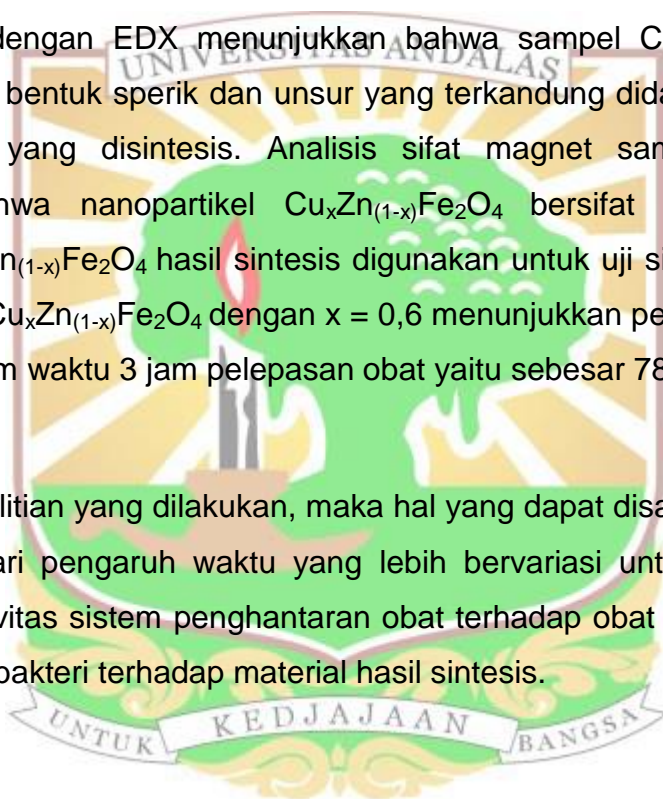 dengan EDX menunjukkan bahwa sampel C
UNIVERSITAS ANDALAS
bentuk sperik dan unsur yang terkandung dida
yang disintesis. Analisis sifat magnet sam
hwa nanopartikel CuₓZn₍₁₋ₓ₎Fe₂O₄ bersifat
n₍₁₋ₓ₎Fe₂O₄ hasil sintesis digunakan untuk uji si
CuₓZn₍₁₋ₓ₎Fe₂O₄ dengan x = 0,6 menunjukkan pe
m waktu 3 jam pelepasan obat yaitu sebesar 78
litian yang dilakukan, maka hal yang dapat disa
ari pengaruh waktu yang lebih bervariasi unt
vitas sistem penghantaran obat terhadap obat
bakteri terhadap material hasil sintesis.
UNTUK KEDJAJAAN BANGSA